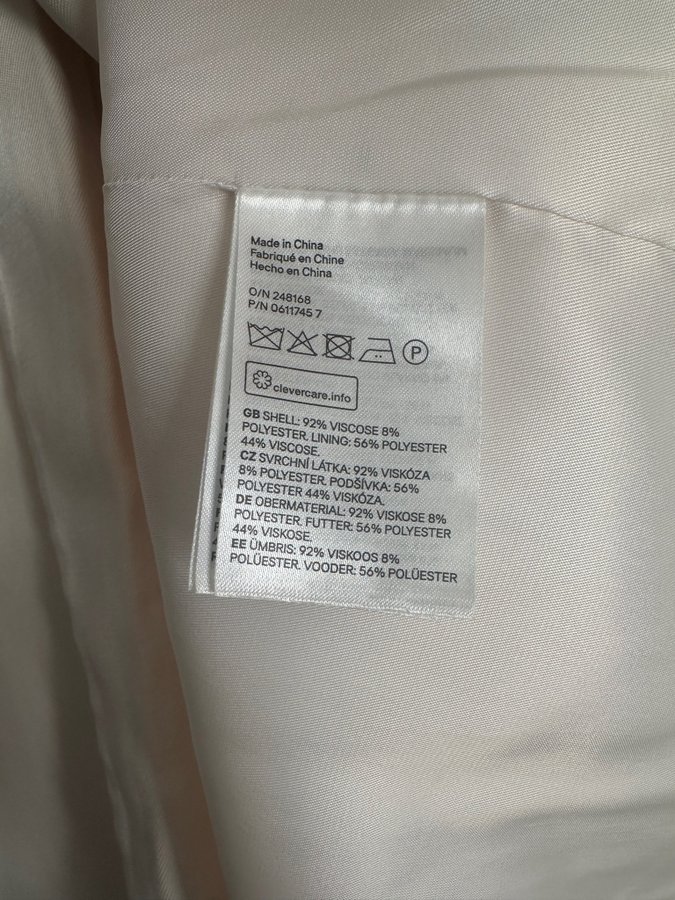 Made in China
Fabriqué en Chine
Hecho en China
O/N 248168
P/N 0611745 7
P
clevercare.info
GB SHELL: 92% VISCOSE 8%
POLYESTER. LINING: 56% POLYESTER
44% VISCOSE.
CZ SVRCHNÍ LÁTKA: 92% VISKÓZA
8% POLYESTER. PODŠÍVKA: 56%
POLYESTER 44% VISKÓZA.
DE OBERMATERIAL: 92% VISKOSE 8%
POLYESTER. FUTTER: 56% POLYESTER
44% VISKOSE.
EE ÜMBRIS: 92% VISKOOS 8%
POLÜESTER. VOODER: 56% POLÜESTER